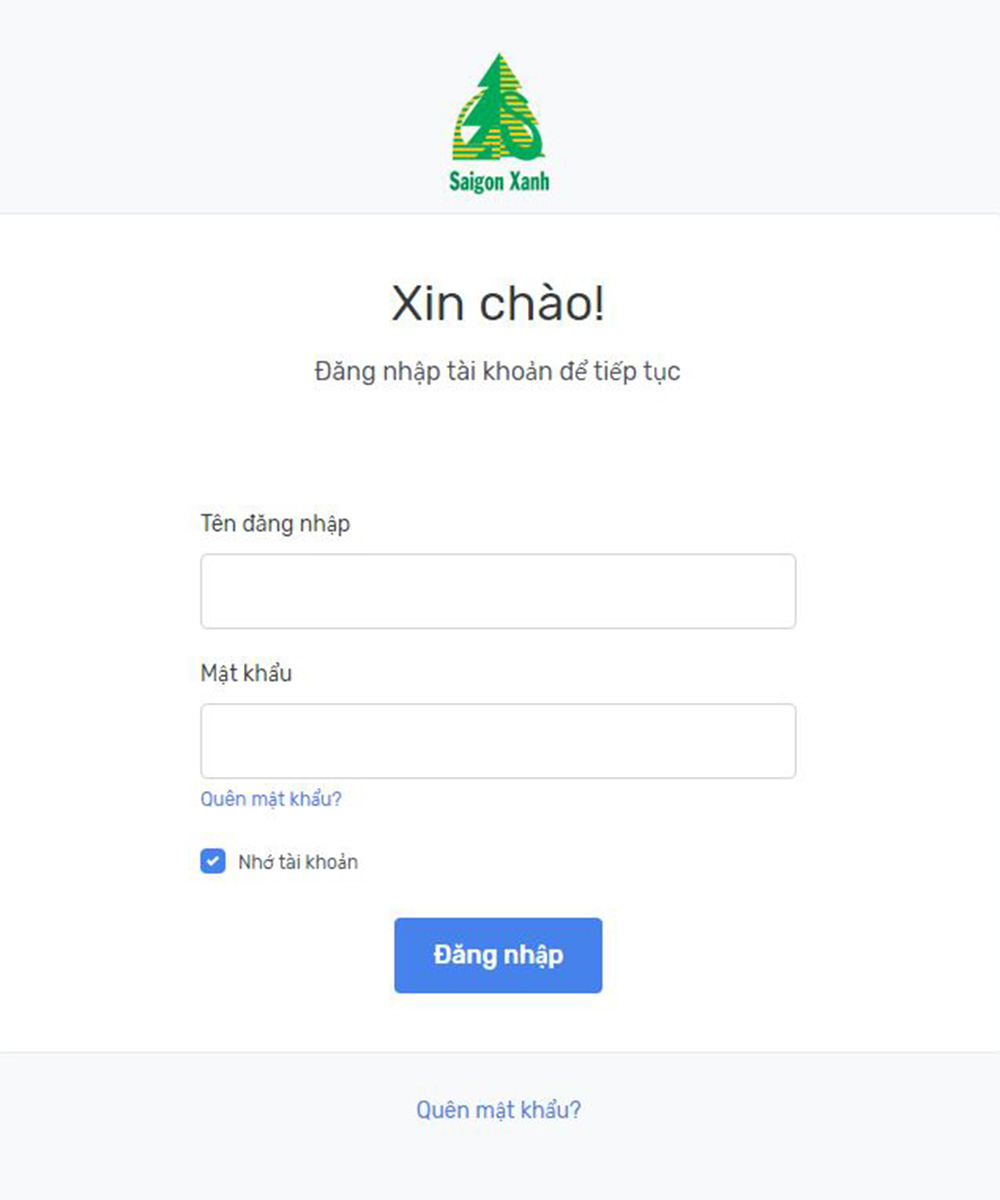 Saigon Xanh
Xin chào!
Đăng nhập tài khoản để tiếp tục
Tên đăng nhập
Mật khẩu
Quên mật khẩu?
Nhớ tài khoản
Đăng nhập
Quên mật khẩu?